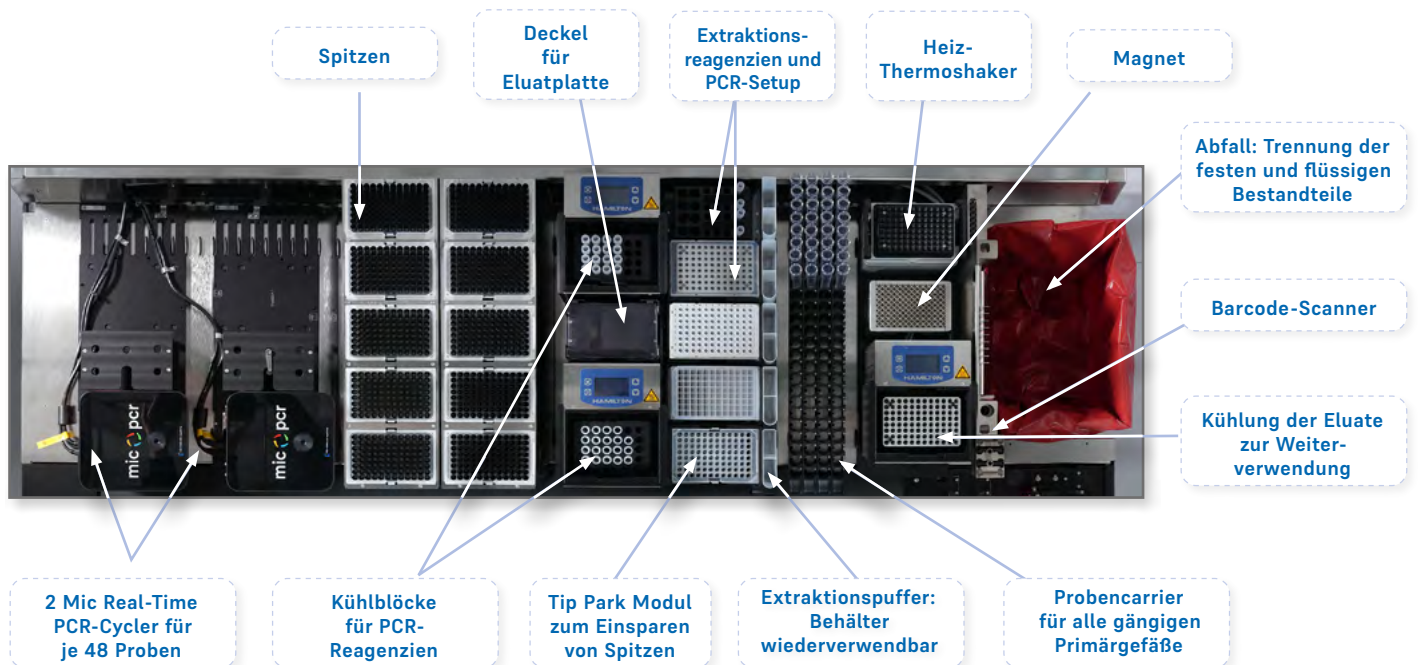 Spitzen
Deckel
für
Eluatplatte
Extraktions-
reagenzien und
PCR-Setup
Heiz-
Thermoshaker
Magnet
Abfall: Trennung der
festen und flüssigen
Bestandteile
Barcode-Scanner
Kühlung der Eluate
zur Weiter-
verwendung
HAMILTON
HAMILTON
HAMILTON
mic pcr
mic pcr
2 Mic Real-Time
PCR-Cycler für
je 48 Proben
Kühlblöcke
für PCR-
Reagenzien
Tip Park Modul
zum Einsparen
von Spitzen
Extraktionspuffer:
Behälter
wiederverwendbar
Probencarrier
für alle gängigen
Primärgefäße